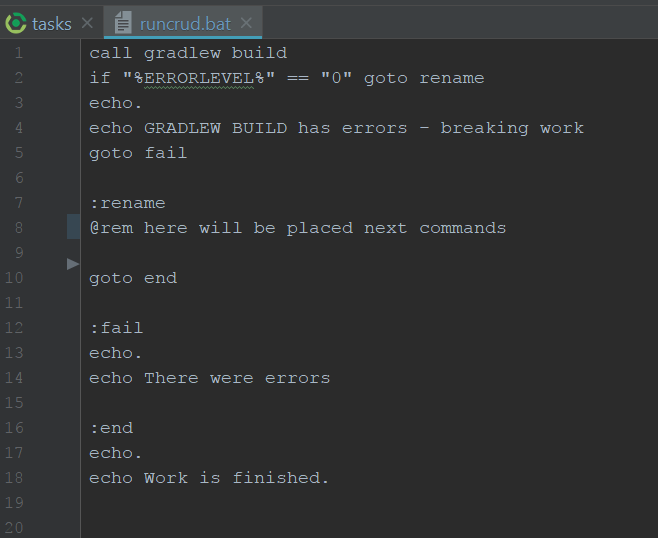 tasks runcrud.bat
1 call gradlew build
2 if "%ERRORLEVEL%" == "0" goto rename
3 echo.
4 echo GRADLEW BUILD has errors – breaking work
5 goto fail
6
7 :rename
8 @rem here will be placed next commands
9
10 goto end
11
12 :fail
13 echo.
14 echo There were errors
15
16 :end
17 echo.
18 echo Work is finished.
19
20